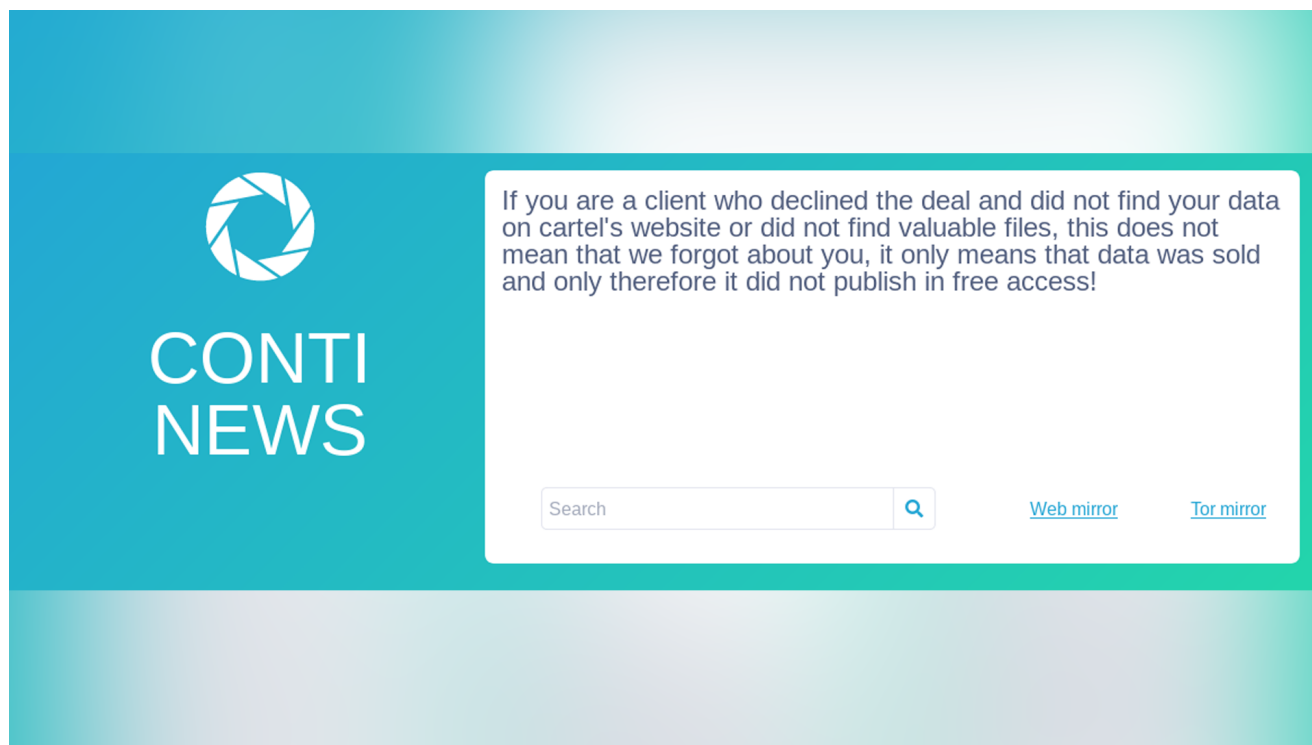 CONTI
NEWS
If you are a client who declined the deal and did not find your data
on cartel's website or did not find valuable files, this does not
mean that we forgot about you, it only means that data was sold
and only therefore it did not publish in free access!
Search
Web mirror
Tor mirror